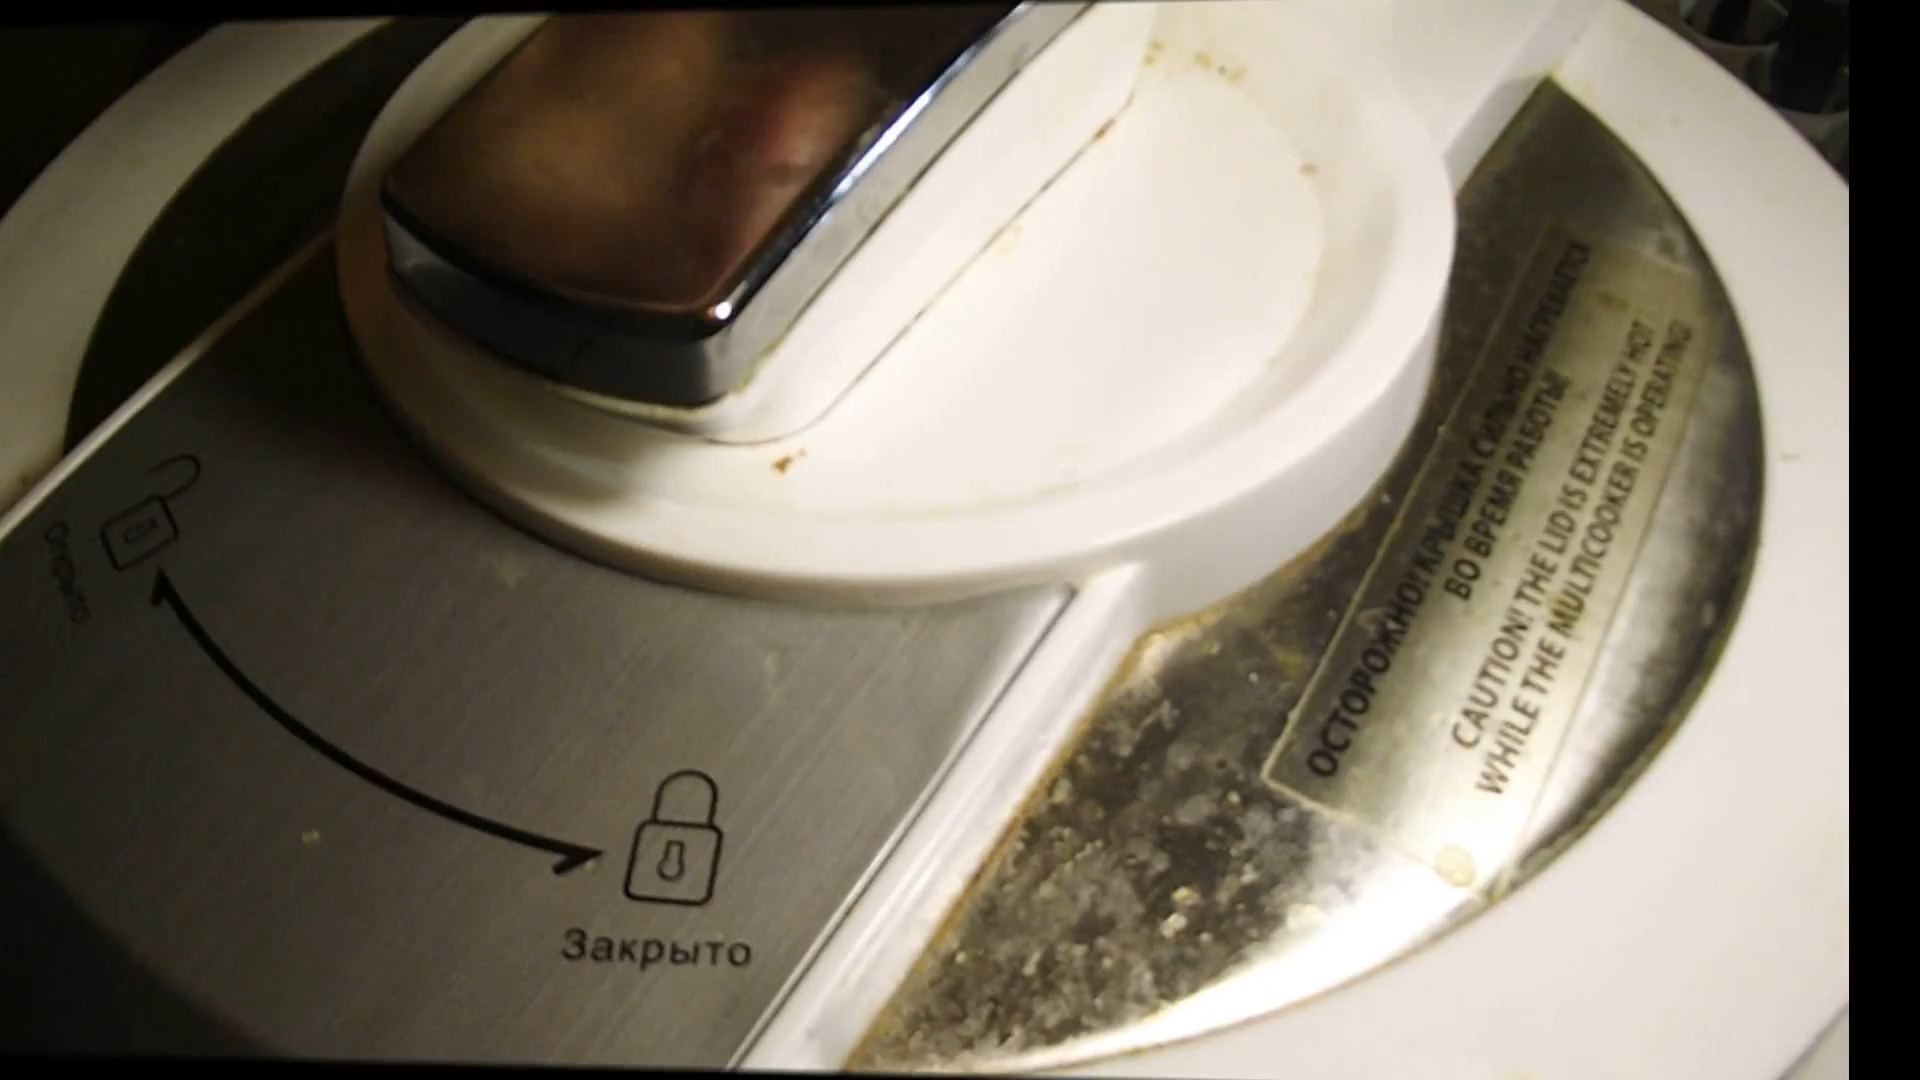 Открыто
Закрыто
ОСТОРОЖНО! КРЫШКА СИЛЬНО НАГРЕВАЕТСЯ
ВО ВРЕМЯ РАБОТЫ!
CAUTION! THE LID IS EXTREMELY HOT
WHILE THE MULTICOOKER IS OPERATING